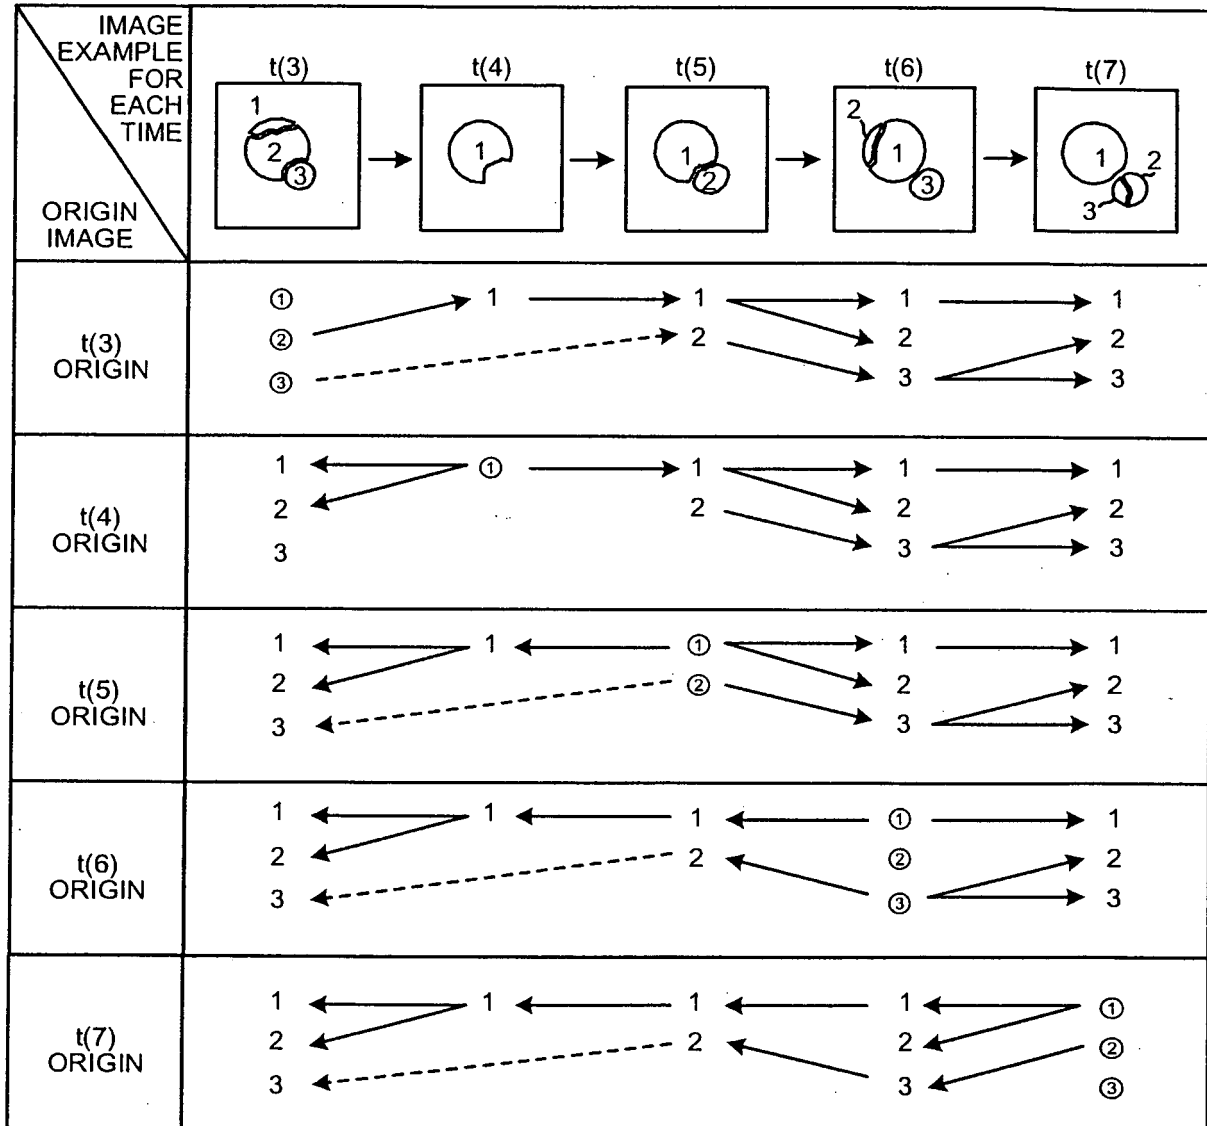 IMAGE
EXAMPLE
FOR
EACH
TIME
ORIGIN
IMAGE
t(3) t(4) t(5) t(6) t(7)
1 2 3
1
1 2
2 1 3
1 2 3
t(3)
ORIGIN
① 1 1 1 1
② 2 2 2
③ 3 3
t(4)
ORIGIN
1 ① 1 1 1
2 2 2 2
3 3 3
t(5)
ORIGIN
1 1 ① 1 1
2 ② 2 2
3 3 3
t(6)
ORIGIN
1 1 1 ① 1
2 2 ② 2
3 ③ 3
t(7)
ORIGIN
1 1 1 1 ①
2 2 2 ②
3 3 ③